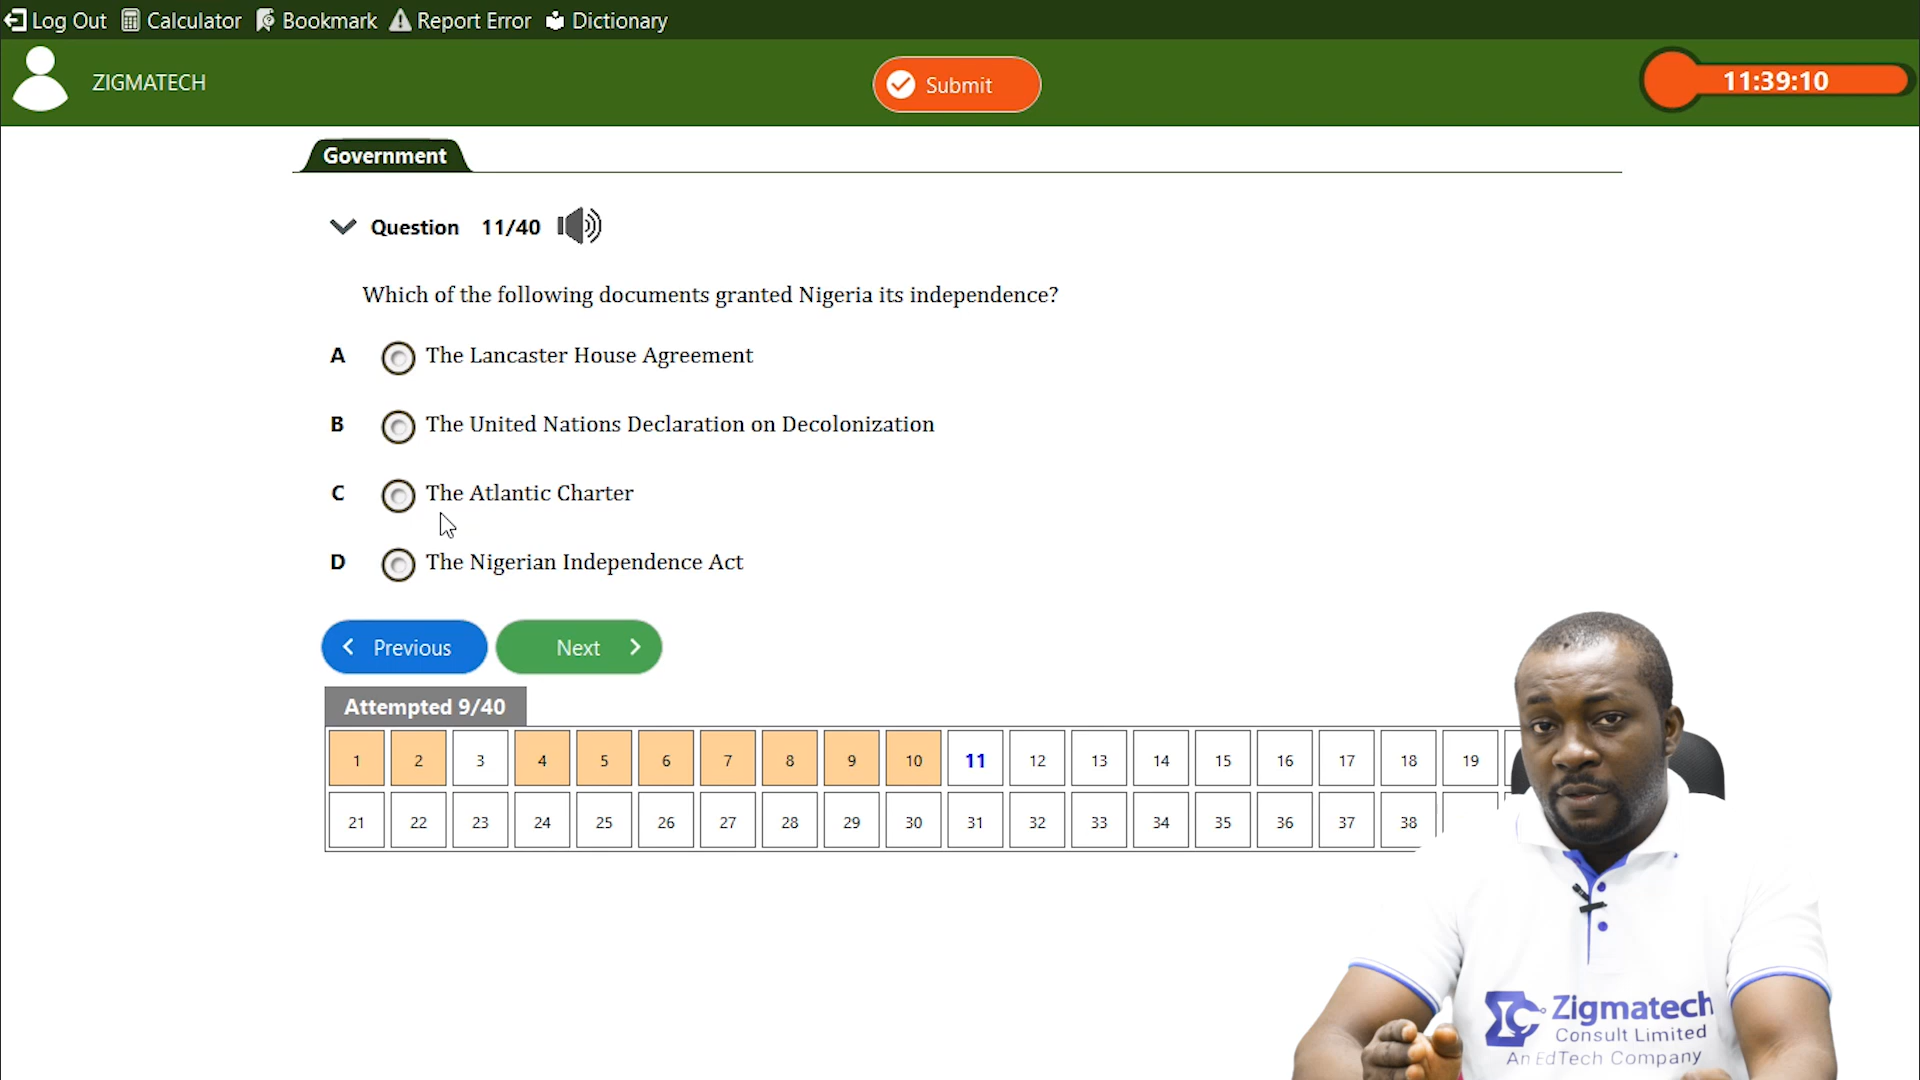 Log Out Calculator Bookmark Report Error Dictionary
ZIGMATECH
Submit
11:39:10
Government
Question 11/40
Which of the following documents granted Nigeria its independence?
A The Lancaster House Agreement
B The United Nations Declaration on Decolonization
C The Atlantic Charter
D The Nigerian Independence Act
Previous
Next
Attempted 9/40
1 2 3 4 5 6 7 8 9 10 11 12 13 14 15 16 17 18 19
21 22 23 24 25 26 27 28 29 30 31 32 33 34 35 36 37 38
Zigmatech
Consult Limited
An EdTech Company